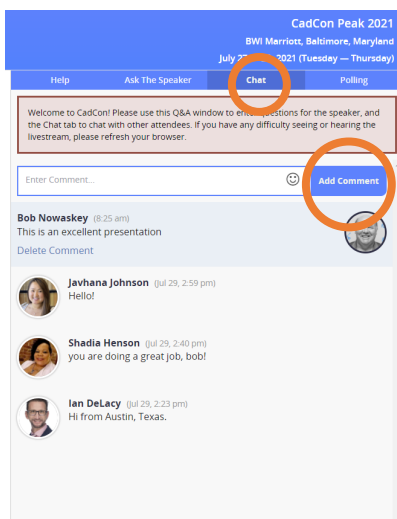 CadCon Peak 2021
BWI Marriott, Baltimore, Maryland
July 27 2021 (Tuesday — Thursday)
Help Ask The Speaker Chat Polling
Welcome to CadCon! Please use this Q&A window to enter questions for the speaker, and
the Chat tab to chat with other attendees. If you have any difficulty seeing or hearing the
livestream, please refresh your browser.
Enter Comment... Add Comment
Bob Nowaskey (8:25 am)
This is an excellent presentation
Delete Comment
Javhana Johnson (Jul 29, 2:59 pm)
Hello!
Shadia Henson (Jul 29, 2:40 pm)
you are doing a great job, bob!
Ian DeLacy (Jul 29, 2:23 pm)
Hi from Austin, Texas.